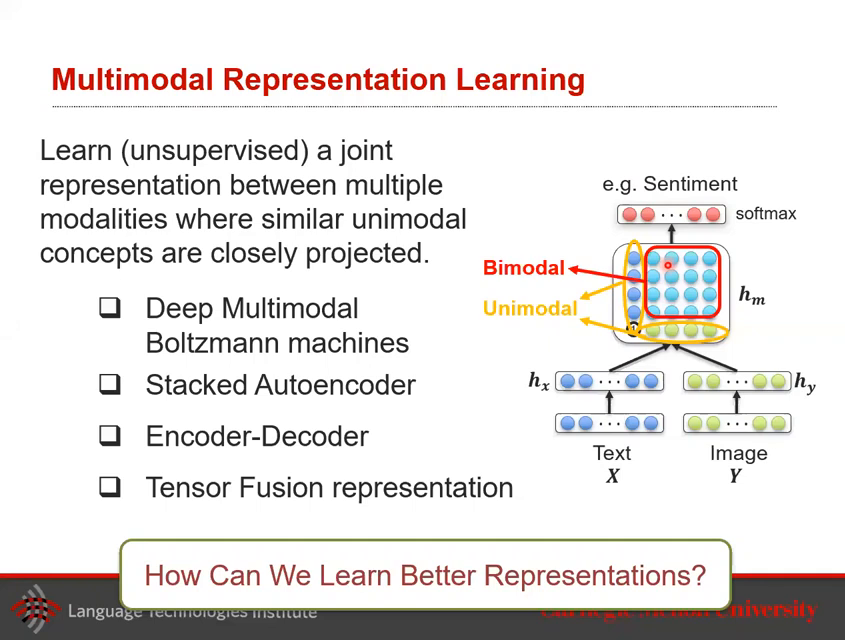 Multimodal Representation Learning
Learn (unsupervised) a joint
representation between multiple
modalities where similar unimodal
concepts are closely projected.
❑ Deep Multimodal
Boltzmann machines
❑ Stacked Autoencoder
❑ Encoder-Decoder
❑ Tensor Fusion representation
e.g. Sentiment
··· softmax
Bimodal
Unimodal
h_m
h_x ··· ··· h_y
··· ···
Text Image
X Y
How Can We Learn Better Representations?
Language Technologies Institute
Carnegie Mellon University